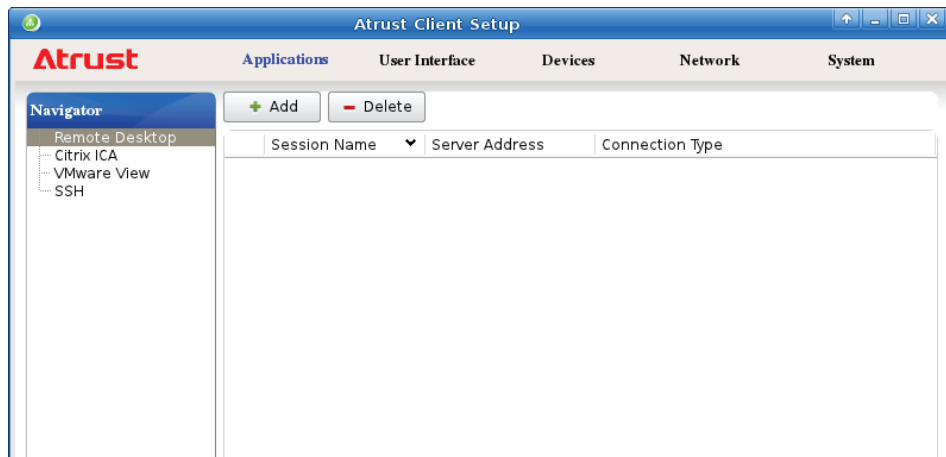 Atrust Client Setup
Atrust Applications User Interface Devices Network System
Navigator
Add Delete
Remote Desktop
Citrix ICA
VMware View
SSH
Session Name Server Address Connection Type